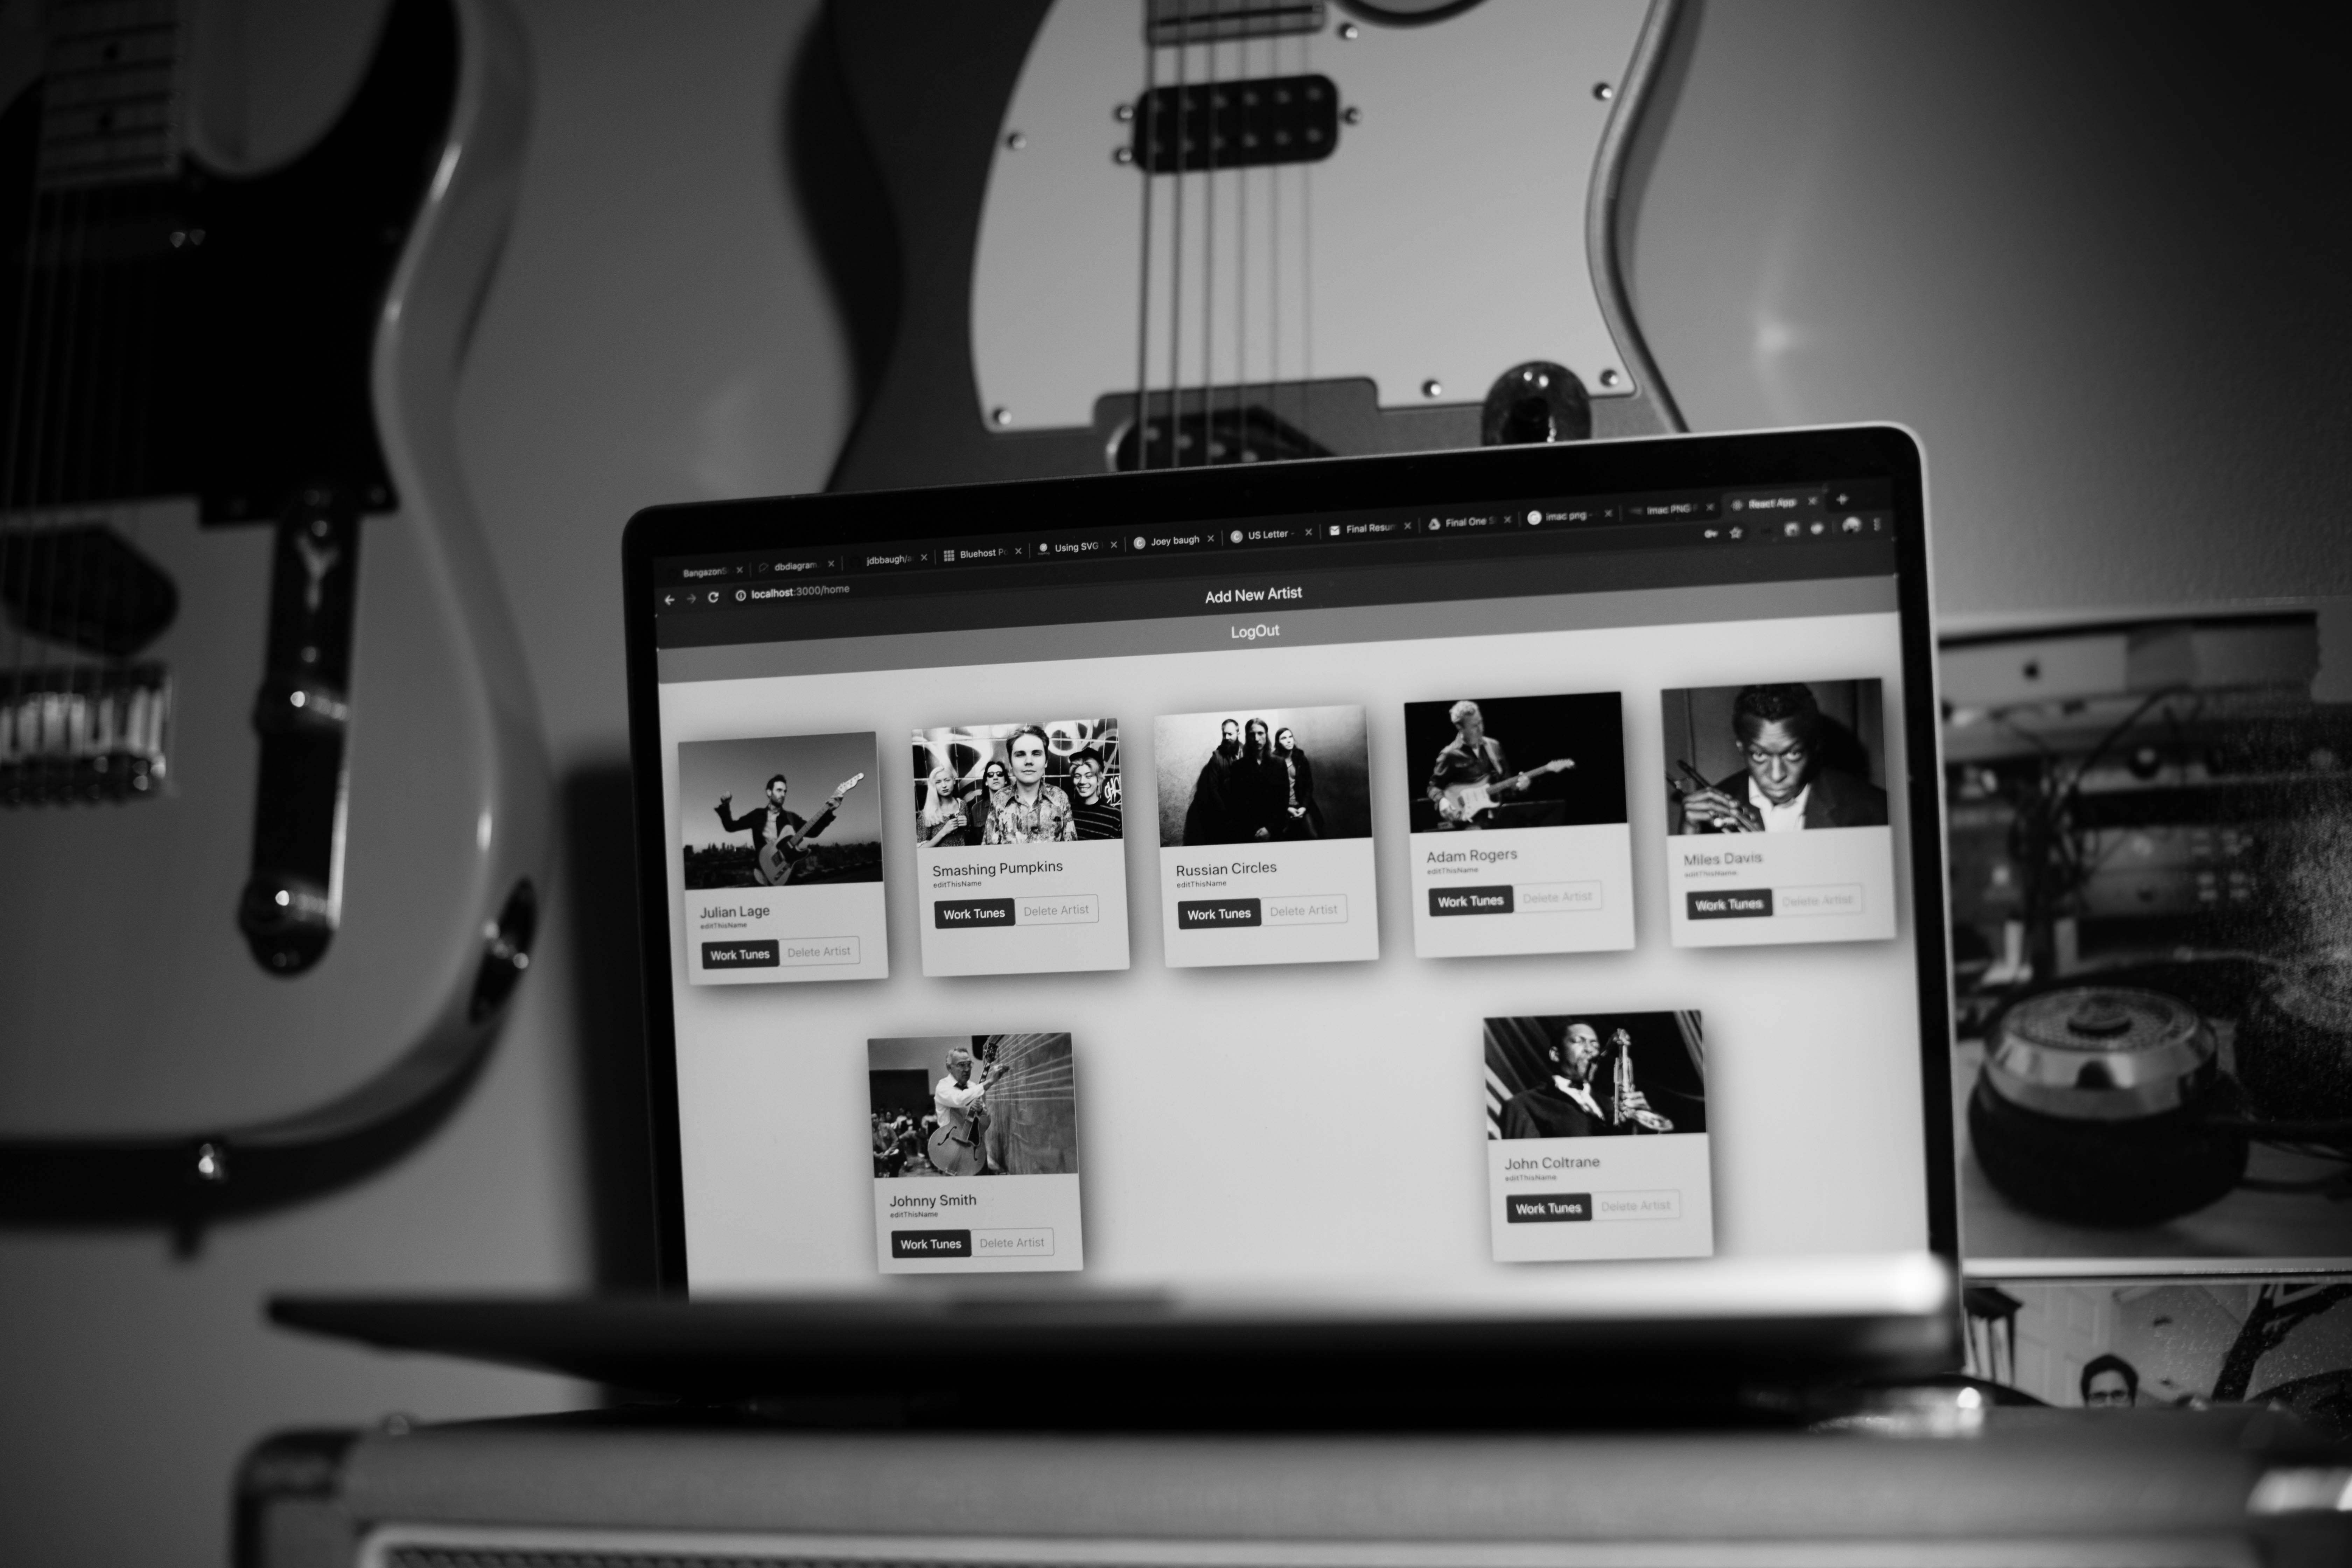 dbdiagram
jdbbaugh/
Bluehost
Using SVG
Joey baugh
US Letter -
Final Resu
Final One
imac png -
Imac PNG
React App
localhost:3000/home
Add New Artist
LogOut
Julian Lage
editThisName
Work Tunes Delete Artist
Smashing Pumpkins
editThisName
Work Tunes Delete Artist
Russian Circles
editThisName
Work Tunes Delete Artist
Adam Rogers
editThisName
Work Tunes Delete Artist
Miles Davis
editThisName
Work Tunes Delete Artist
Johnny Smith
editThisName
Work Tunes Delete Artist
John Coltrane
editThisName
Work Tunes Delete Artist